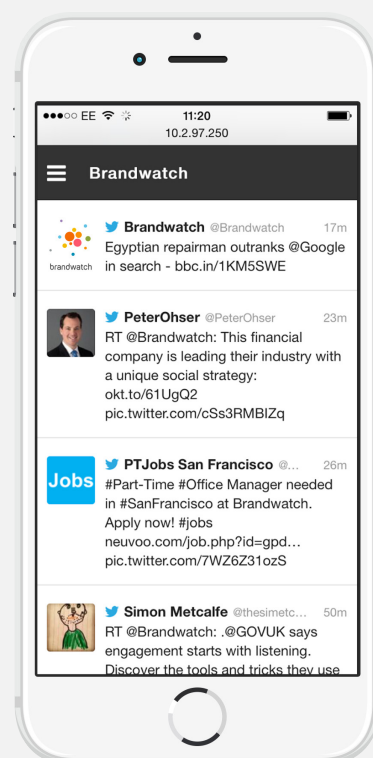 EE 11:20
10.2.97.250
Brandwatch
Brandwatch @Brandwatch 17m
Egyptian repairman outranks @Google
in search - bbc.in/1KM5SWE
brandwatch
PeterOhser @PeterOhser 23m
RT @Brandwatch: This financial
company is leading their industry with
a unique social strategy:
okt.to/61UgQ2
pic.twitter.com/cSs3RMBIZq
Jobs
PTJobs San Francisco @... 26m
#Part-Time #Office Manager needed
in #SanFrancisco at Brandwatch.
Apply now! #jobs
neuvoo.com/job.php?id=gpd...
pic.twitter.com/7WZ6Z31ozS
Simon Metcalfe @thesimetc... 50m
RT @Brandwatch: .@GOVUK says
engagement starts with listening.
Discover the tools and tricks they use